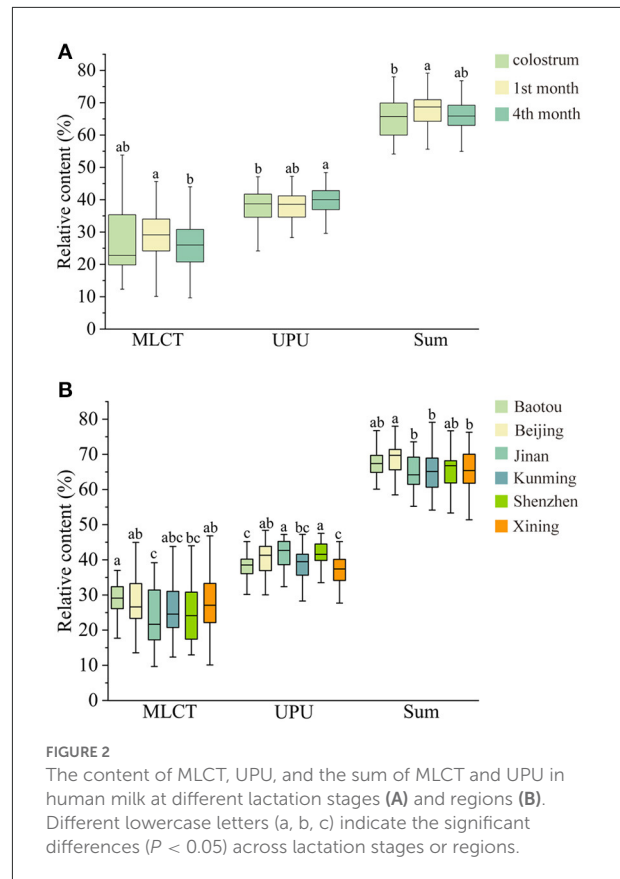 A
80
70
60
50
40
30
20
10
0
Relative content (%)
colostrum
1st month
4th month
ab a b
b ab a
b a ab
MLCT UPU Sum
B
80
70
60
50
40
30
20
10
0
Relative content (%)
Baotou
Beijing
Jinan
Kunming
Shenzhen
Xining
a ab c abc bc ab
c ab a bc a c
ab a b b ab b
MLCT UPU Sum
FIGURE 2
The content of MLCT, UPU, and the sum of MLCT and UPU in
human milk at different lactation stages (A) and regions (B).
Different lowercase letters (a, b, c) indicate the significant
differences (P < 0.05) across lactation stages or regions.